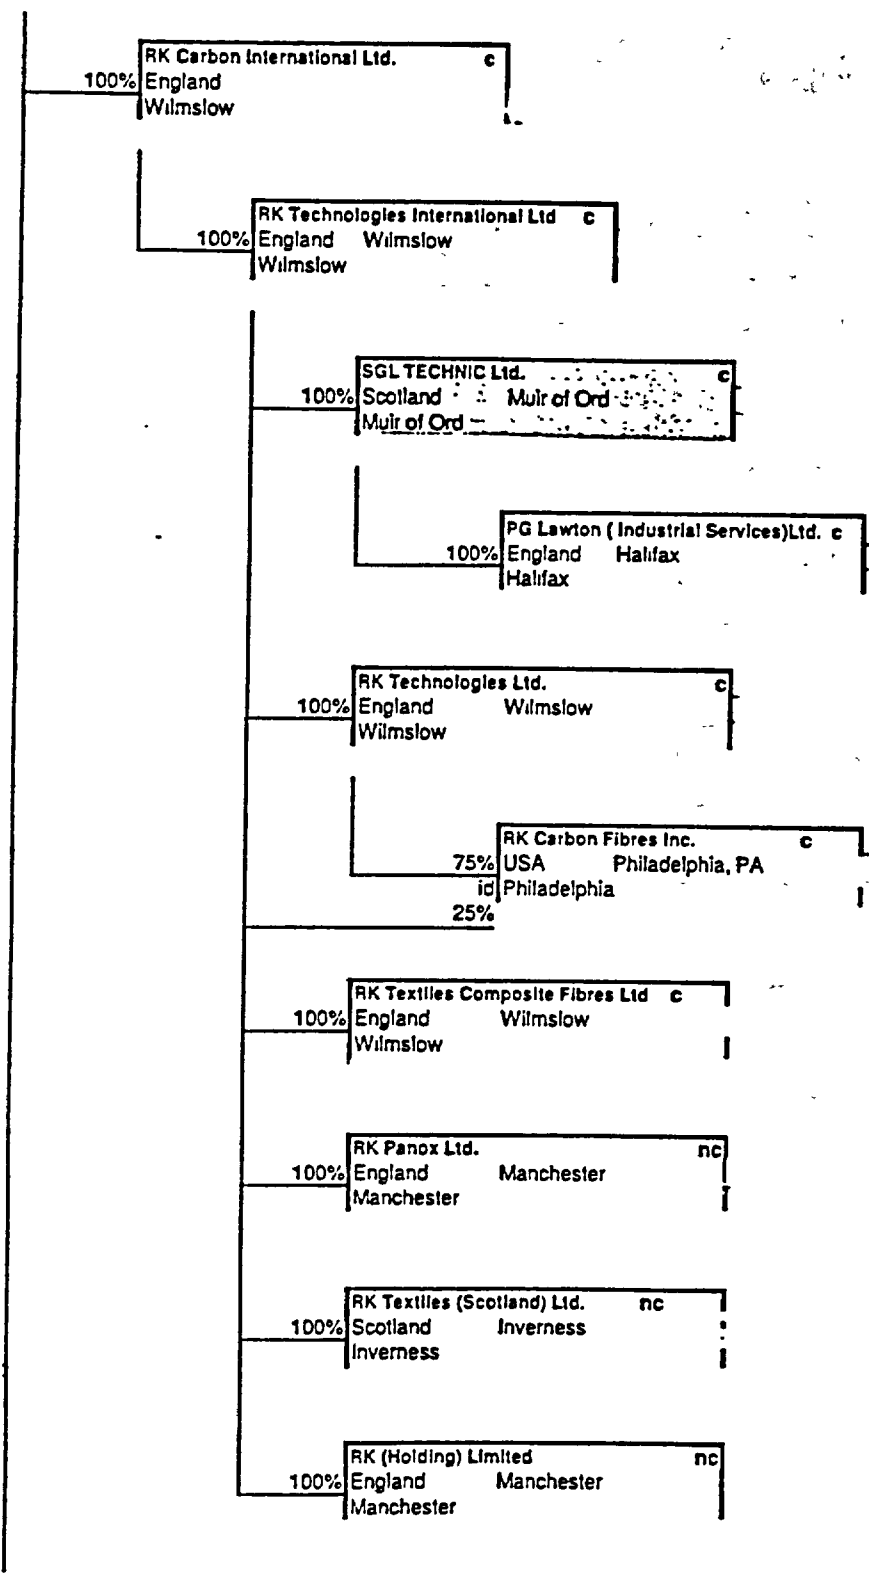 RK Carbon International Ltd. c
100% England
Wilmslow
RK Technologies International Ltd c
100% England Wilmslow
Wilmslow
SGL TECHNIC Ltd. c
100% Scotland Muir of Ord
Muir of Ord
PG Lawton ( Industrial Services)Ltd. c
100% England Halifax
Halifax
RK Technologies Ltd. c
100% England Wilmslow
Wilmslow
RK Carbon Fibres Inc. c
75% USA Philadelphia, PA
id Philadelphia
25%
RK Textiles Composite Fibres Ltd c
100% England Wilmslow
Wilmslow
RK Panox Ltd. nc
100% England Manchester
Manchester
RK Textiles (Scotland) Ltd. nc
100% Scotland Inverness
Inverness
RK (Holding) Limited nc
100% England Manchester
Manchester